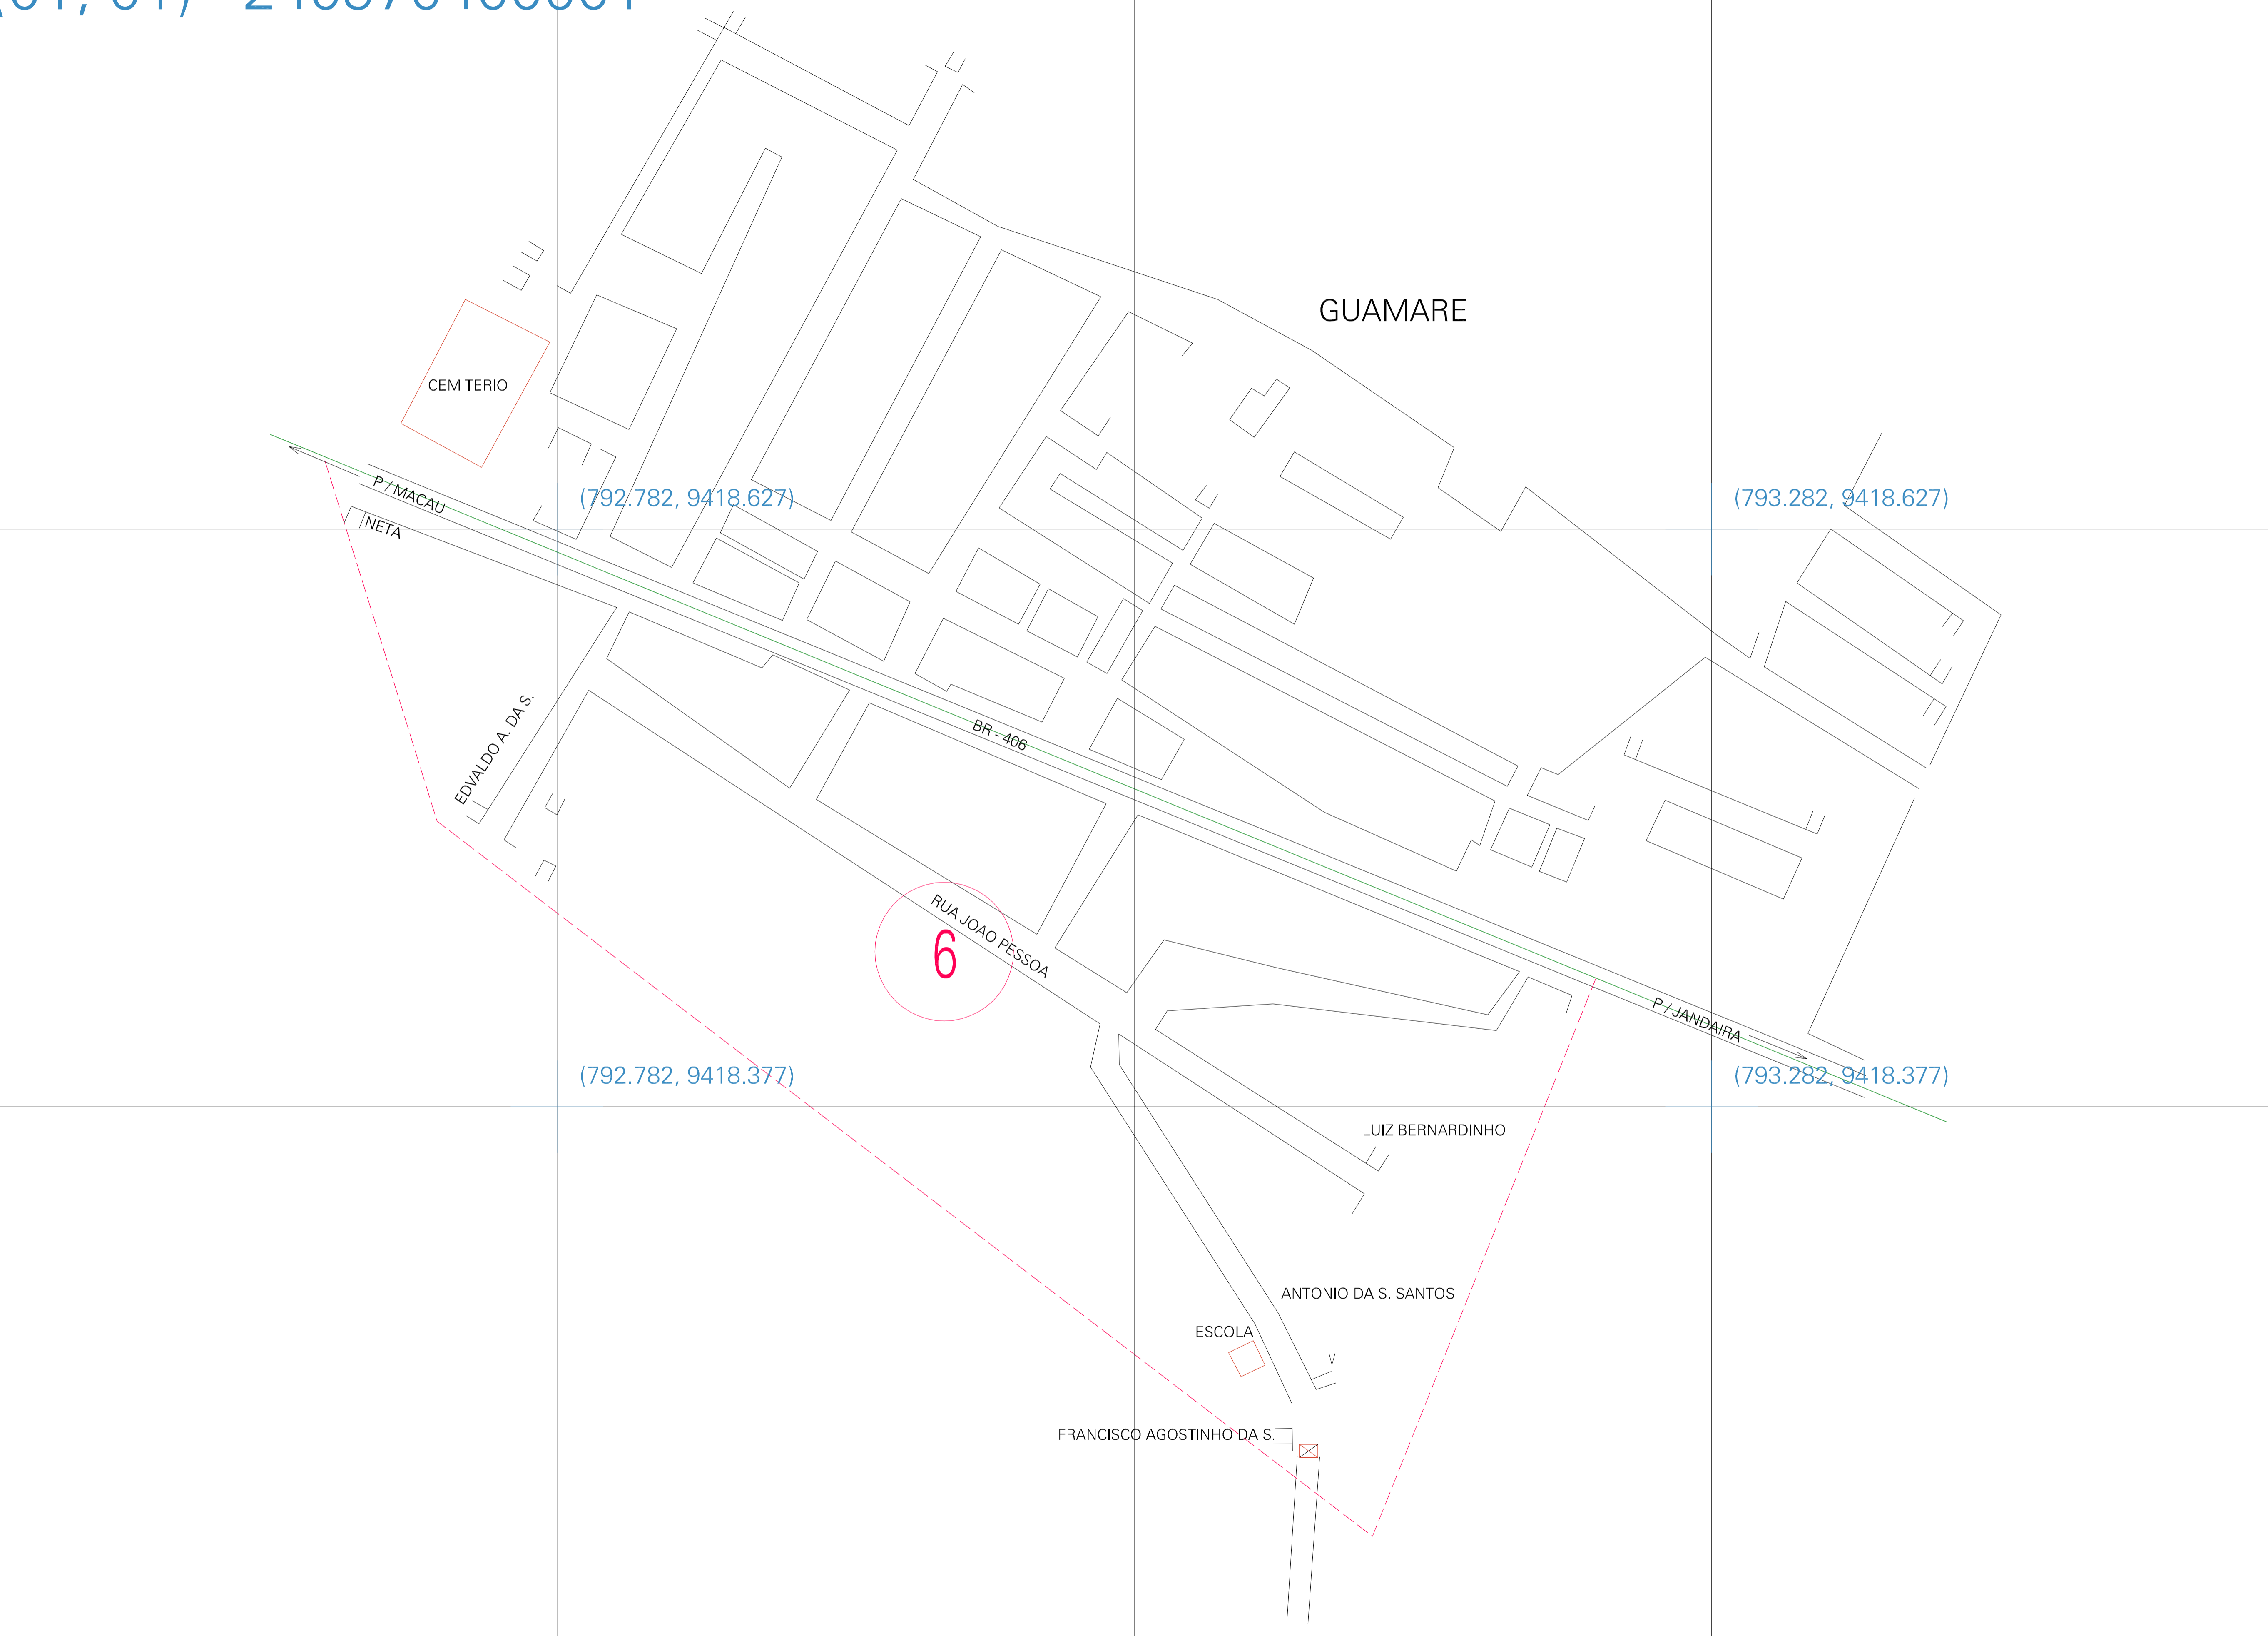 GUAMARE
CEMITERIO
P / MACAU
(792.782, 9418.627)
(793.282, 9418.627)
NETA
EDVALDO A. DA S.
BR - 406
RUA JOAO PESSOA
6
P / JANDAIRA
(792.782, 9418.377)
(793.282, 9418.377)
LUIZ BERNARDINHO
ANTONIO DA S. SANTOS
ESCOLA
FRANCISCO AGOSTINHO DA S.